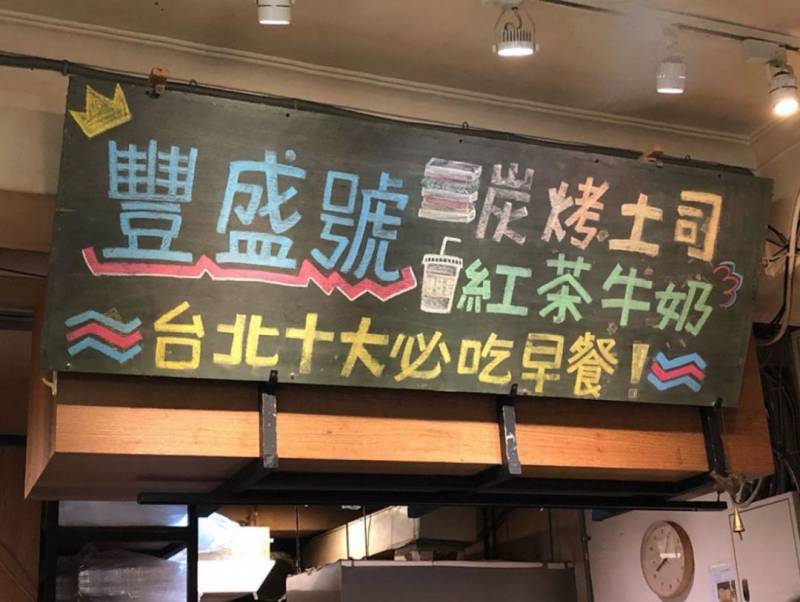 豐盛號
炭烤土司
紅茶牛奶
台北十大必吃早餐！